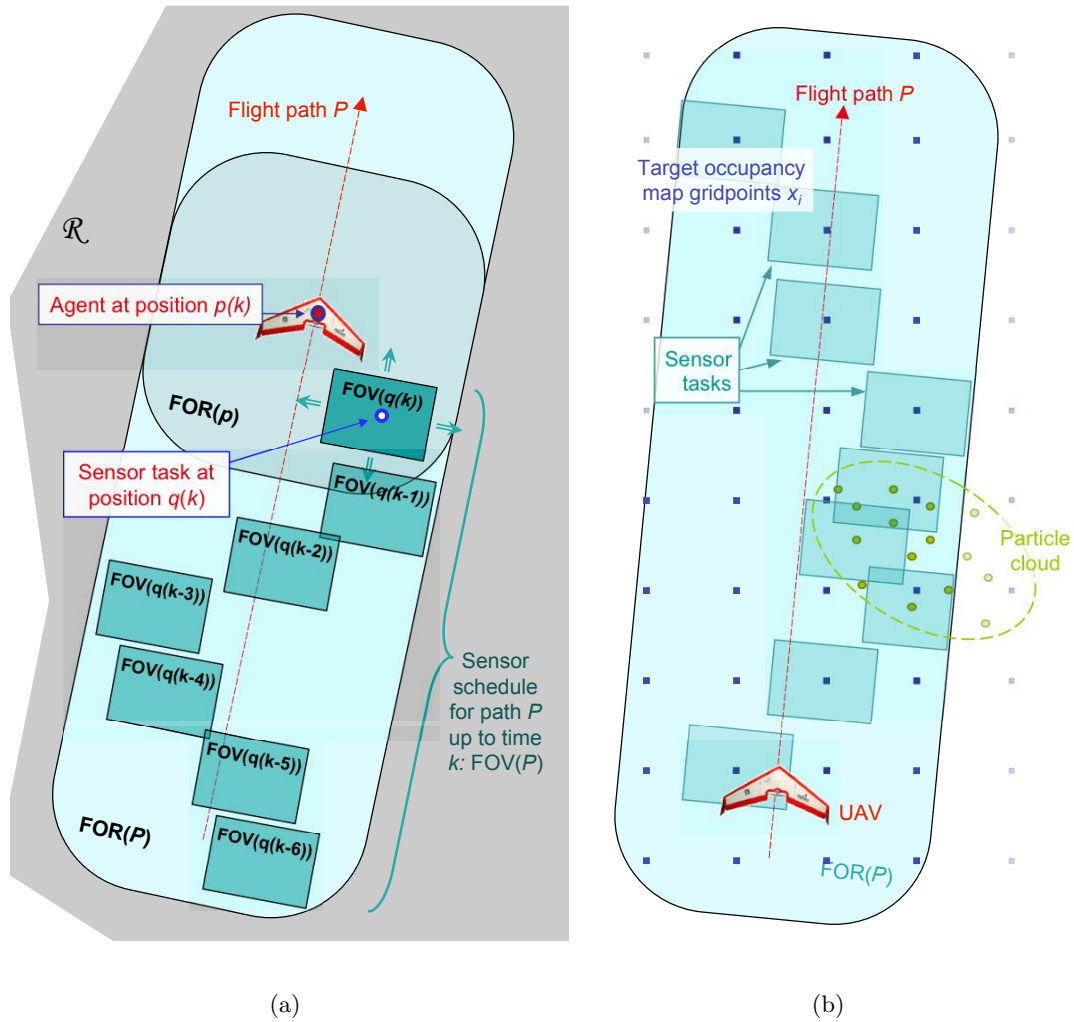 Flight path P
ℛ
Agent at position p(k)
FOR(p)
FOV(q(k))
Sensor task at
position q(k)
FOV(q(k-1))
FOV(q(k-2))
FOV(q(k-3))
FOV(q(k-4))
FOV(q(k-5))
FOV(q(k-6))
FOR(P)
Sensor
schedule
for path P
up to time
k: FOV(P)
(a)
Flight path P
Target occupancy
map gridpoints xᵢ
Sensor
tasks
Particle
cloud
UAV
FOR(P)
(b)